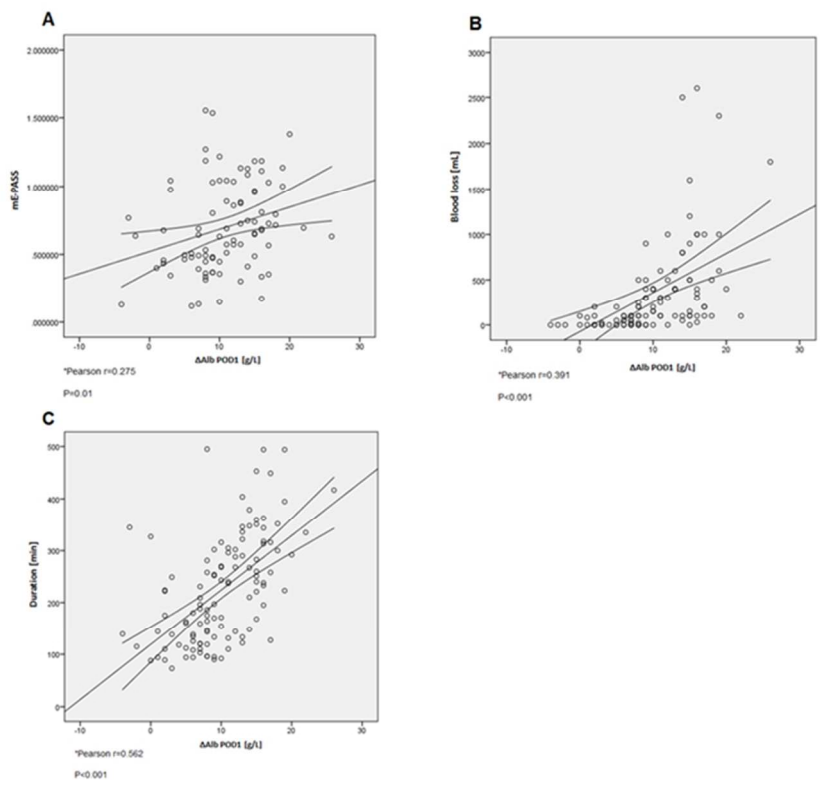 A
2.000000
1.500000
1.000000
.500000
.000000
mE-PASS
-10 0 10 20 30
ΔAlb POD1 [g/L]
*Pearson r=0.275
P=0.01
B
3000
2500
2000
1500
1000
500
0
Blood loss [mL]
-10 0 10 20 30
ΔAlb POD1 [g/L]
*Pearson r=0.391
P<0.001
C
500
400
300
200
100
0
Duration [min]
-10 0 10 20 30
ΔAlb POD1 [g/L]
*Pearson r=0.562
P<0.001